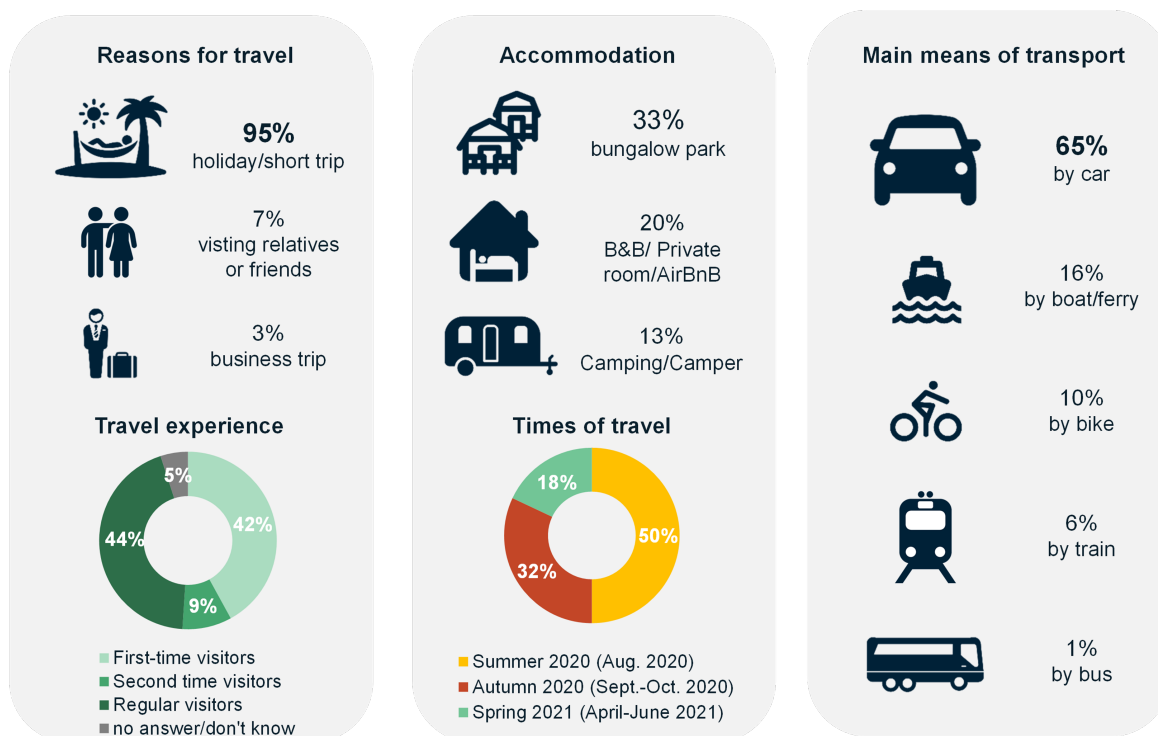 Reasons for travel
95%
holiday/short trip
7%
visting relatives
or friends
3%
business trip
Travel experience
5%
42%
44%
9%
First-time visitors
Second time visitors
Regular visitors
no answer/don't know
Accommodation
33%
bungalow park
20%
B&B/ Private
room/AirBnB
13%
Camping/Camper
Times of travel
18%
50%
32%
Summer 2020 (Aug. 2020)
Autumn 2020 (Sept.-Oct. 2020)
Spring 2021 (April-June 2021)
Main means of transport
65%
by car
16%
by boat/ferry
10%
by bike
6%
by train
1%
by bus